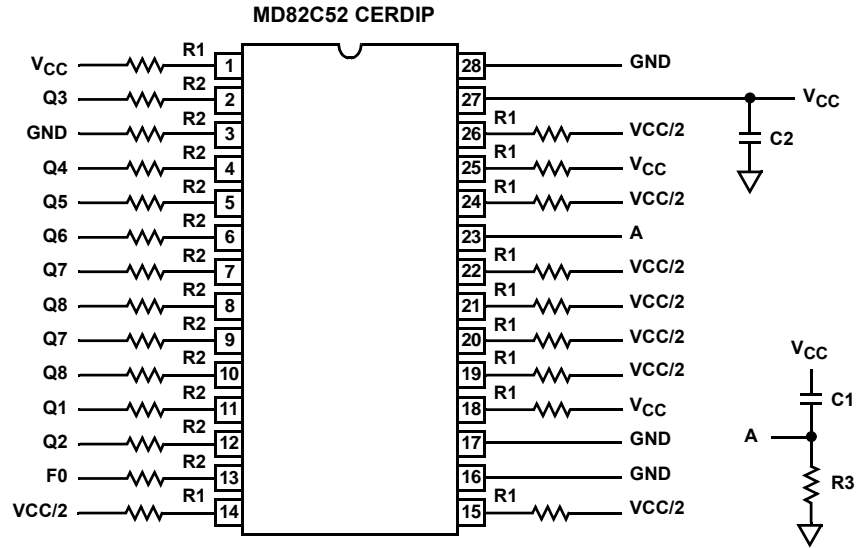 MD82C52 CERDIP
VCC R1 1
Q3 R2 2
GND R2 3
Q4 R2 4
Q5 R2 5
Q6 R2 6
Q7 R2 7
Q8 R2 8
Q7 R2 9
Q8 R2 10
Q1 R2 11
Q2 R2 12
F0 R2 13
VCC/2 R1 14
28 GND
27 VCC
C2
26 R1 VCC/2
25 R1 VCC
24 R1 VCC/2
23 A
22 R1 VCC/2
21 R1 VCC/2
20 R1 VCC/2
19 R1 VCC/2
18 R1 VCC
17 GND
16 GND
15 R1 VCC/2
VCC
C1
A
R3